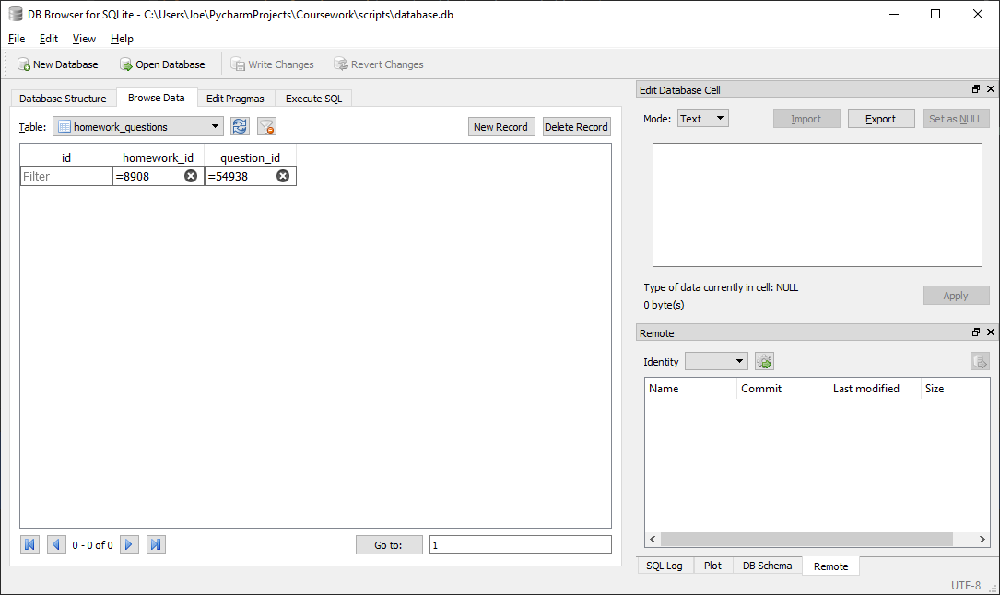 DB Browser for SQLite - C:\Users\Joe\PycharmProjects\Coursework\scripts\database.db
File Edit View Help
New Database Open Database Write Changes Revert Changes
Database Structure Browse Data Edit Pragmas Execute SQL
Table: homework_questions New Record Delete Record
id homework_id question_id
Filter =8908 =54938
0 - 0 of 0 Go to: 1
Edit Database Cell
Mode: Text Import Export Set as NULL
Type of data currently in cell: NULL
0 byte(s)
Apply
Remote
Identity
Name Commit Last modified Size
SQL Log Plot DB Schema Remote
UTF-8